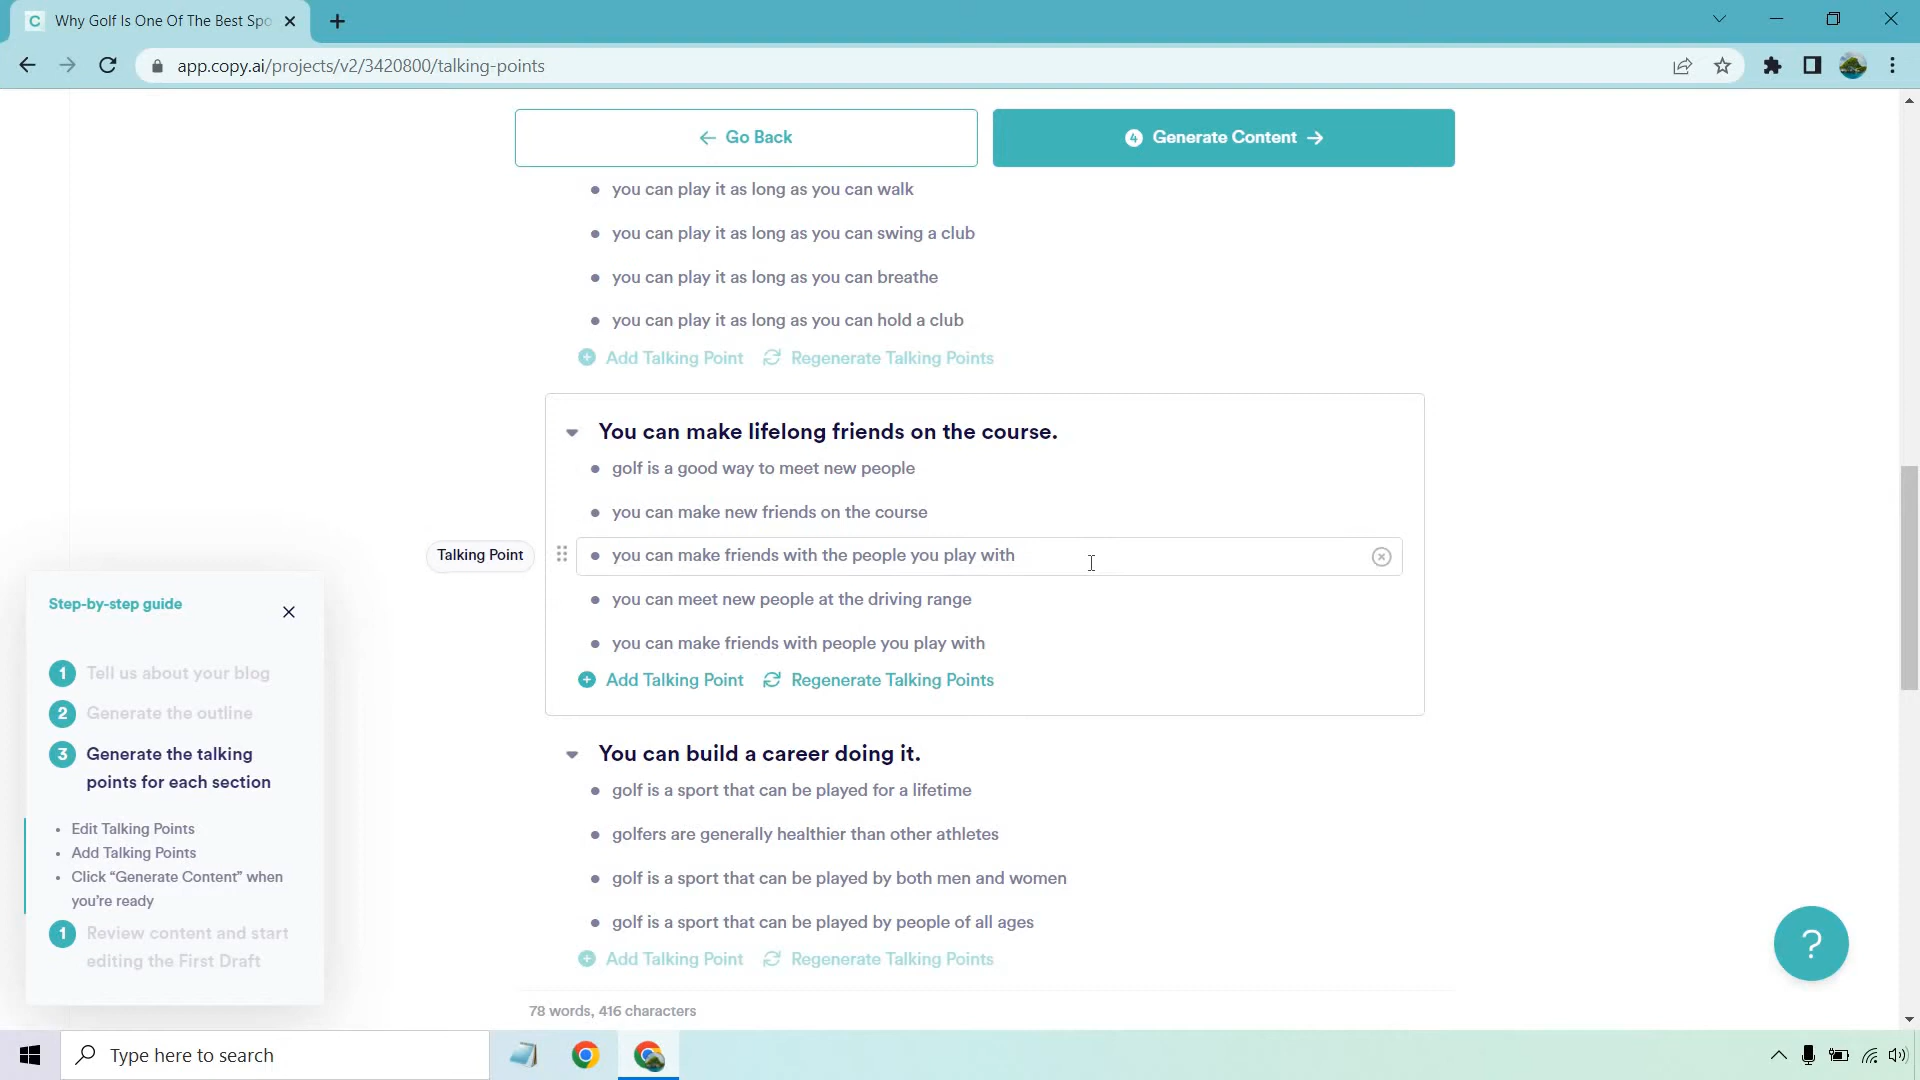 Why Golf Is One Of The Best Spo
app.copy.ai/projects/v2/3420800/talking-points
Go Back
4 Generate Content
you can play it as long as you can walk
you can play it as long as you can swing a club
you can play it as long as you can breathe
you can play it as long as you can hold a club
Add Talking Point Regenerate Talking Points
You can make lifelong friends on the course.
golf is a good way to meet new people
you can make new friends on the course
Talking Point
you can make friends with the people you play with
you can meet new people at the driving range
you can make friends with people you play with
Add Talking Point Regenerate Talking Points
You can build a career doing it.
golf is a sport that can be played for a lifetime
golfers are generally healthier than other athletes
golf is a sport that can be played by both men and women
golf is a sport that can be played by people of all ages
Add Talking Point Regenerate Talking Points
78 words, 416 characters
Step-by-step guide
1 Tell us about your blog
2 Generate the outline
3 Generate the talking
points for each section
• Edit Talking Points
• Add Talking Points
• Click “Generate Content” when
you’re ready
1 Review content and start
editing the First Draft
?
Type here to search